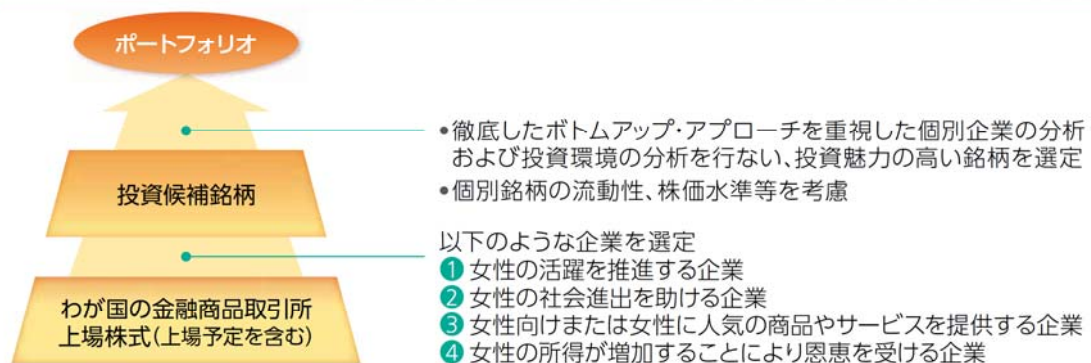 ポートフォリオ
•徹底したボトムアップ・アプローチを重視した個別企業の分析
および投資環境の分析を行ない、投資魅力の高い銘柄を選定
•個別銘柄の流動性、株価水準等を考慮
投資候補銘柄
以下のような企業を選定
❶女性の活躍を推進する企業
❷女性の社会進出を助ける企業
❸女性向けまたは女性に人気の商品やサービスを提供する企業
❹女性の所得が増加することにより恩恵を受ける企業
わが国の金融商品取引所
上場株式(上場予定を含む)